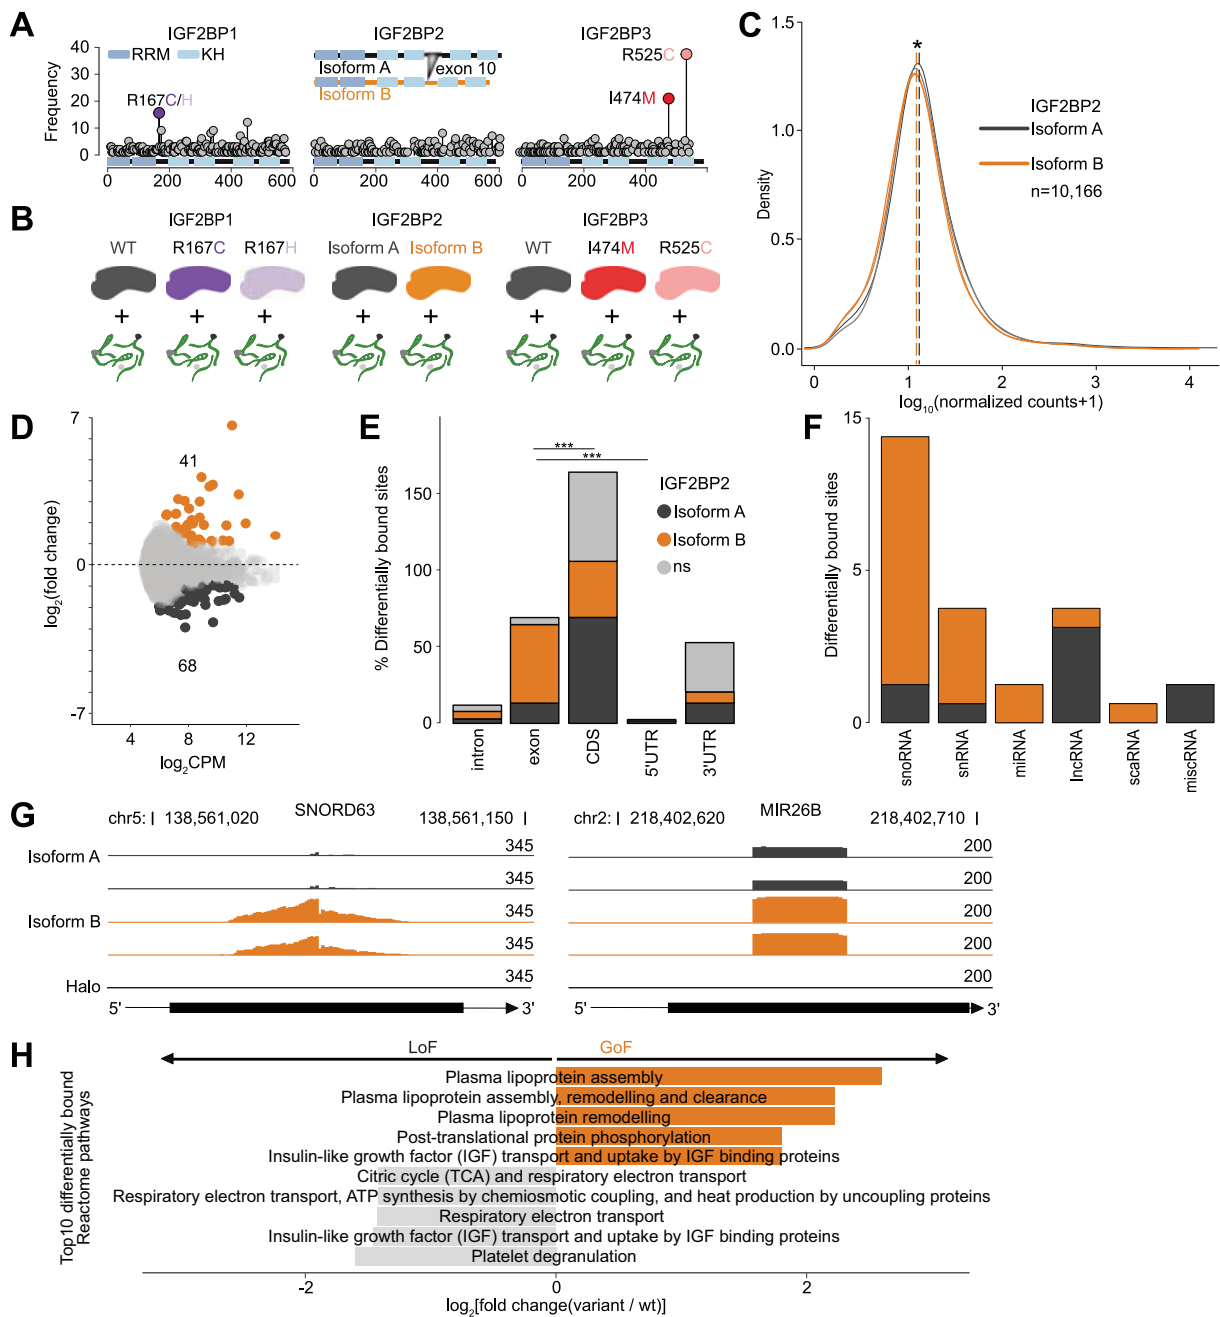 A
IGF2BP1
IGF2BP2
IGF2BP3
Frequency
40
30
20
10
0
RRM
KH
R167C/H
Isoform A
exon 10
Isoform B
R525C
I474M
0 200 400 600
0 200 400 600
0 200 400
B
IGF2BP1
IGF2BP2
IGF2BP3
WT R167C R167H
Isoform A Isoform B
WT I474M R525C
+ + + + + + + +
C
Density
1.5
1.0
0.5
0.0
*
IGF2BP2
Isoform A
Isoform B
n=10,166
0 1 2 3 4
log10(normalized counts+1)
D
log2(fold change)
7
0
-7
41
68
4 8 12
log2CPM
E
% Differentially bound sites
150
100
50
0
***
***
IGF2BP2
Isoform A
Isoform B
ns
intron
exon
CDS
5'UTR
3'UTR
F
Differentially bound sites
15
5
0
snoRNA
snRNA
miRNA
lncRNA
scaRNA
miscRNA
G
chr5: 138,561,020 SNORD63 138,561,150
chr2: 218,402,620 MIR26B 218,402,710
Isoform A
345 200
345 200
Isoform B
345 200
345 200
Halo
345 200
5' 3'
5' 3'
H
LoF GoF
Top10 differentially bound
Reactome pathways
Plasma lipoprotein assembly
Plasma lipoprotein assembly, remodelling and clearance
Plasma lipoprotein remodelling
Post-translational protein phosphorylation
Insulin-like growth factor (IGF) transport and uptake by IGF binding proteins
Citric cycle (TCA) and respiratory electron transport
Respiratory electron transport, ATP synthesis by chemiosmotic coupling, and heat production by uncoupling proteins
Respiratory electron transport
Insulin-like growth factor (IGF) transport and uptake by IGF binding proteins
Platelet degranulation
-2 0 2
log2[fold change(variant / wt)]